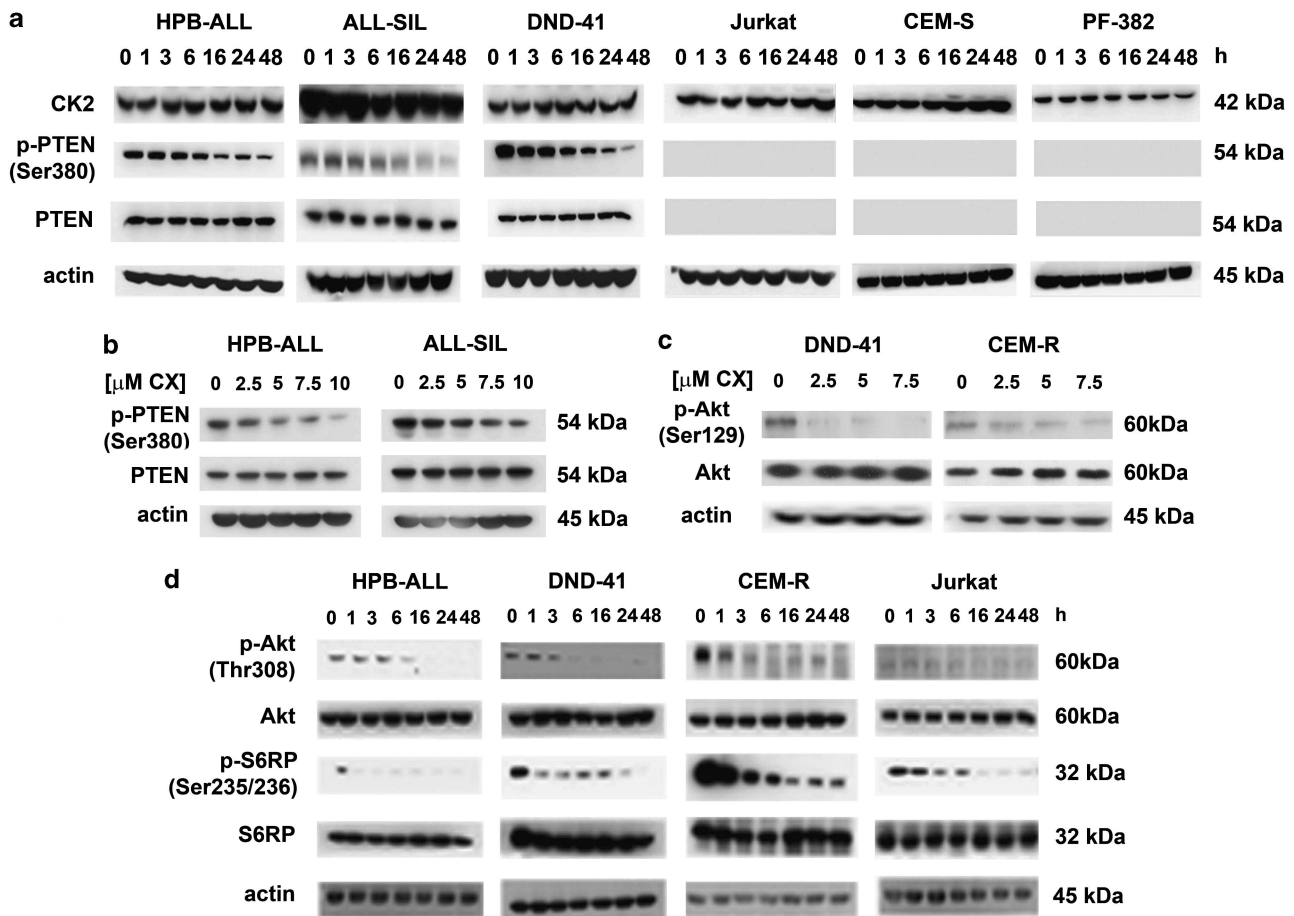 a
HPB-ALL ALL-SIL DND-41 Jurkat CEM-S PF-382
0 1 3 6 16 24 48 0 1 3 6 16 24 48 0 1 3 6 16 24 48 0 1 3 6 16 24 48 0 1 3 6 16 24 48 0 1 3 6 16 24 48 h
CK2 42 kDa
p-PTEN
(Ser380) 54 kDa
PTEN 54 kDa
actin 45 kDa
b
HPB-ALL ALL-SIL
[μM CX] 0 2.5 5 7.5 10 0 2.5 5 7.5 10
p-PTEN
(Ser380) 54 kDa
PTEN 54 kDa
actin 45 kDa
c
DND-41 CEM-R
[μM CX] 0 2.5 5 7.5 0 2.5 5 7.5
p-Akt
(Ser129) 60kDa
Akt 60kDa
actin 45 kDa
d
HPB-ALL DND-41 CEM-R Jurkat
0 1 3 6 16 24 48 0 1 3 6 16 24 48 0 1 3 6 16 24 48 0 1 3 6 16 24 48 h
p-Akt
(Thr308) 60kDa
Akt 60kDa
p-S6RP
(Ser235/236) 32 kDa
S6RP 32 kDa
actin 45 kDa